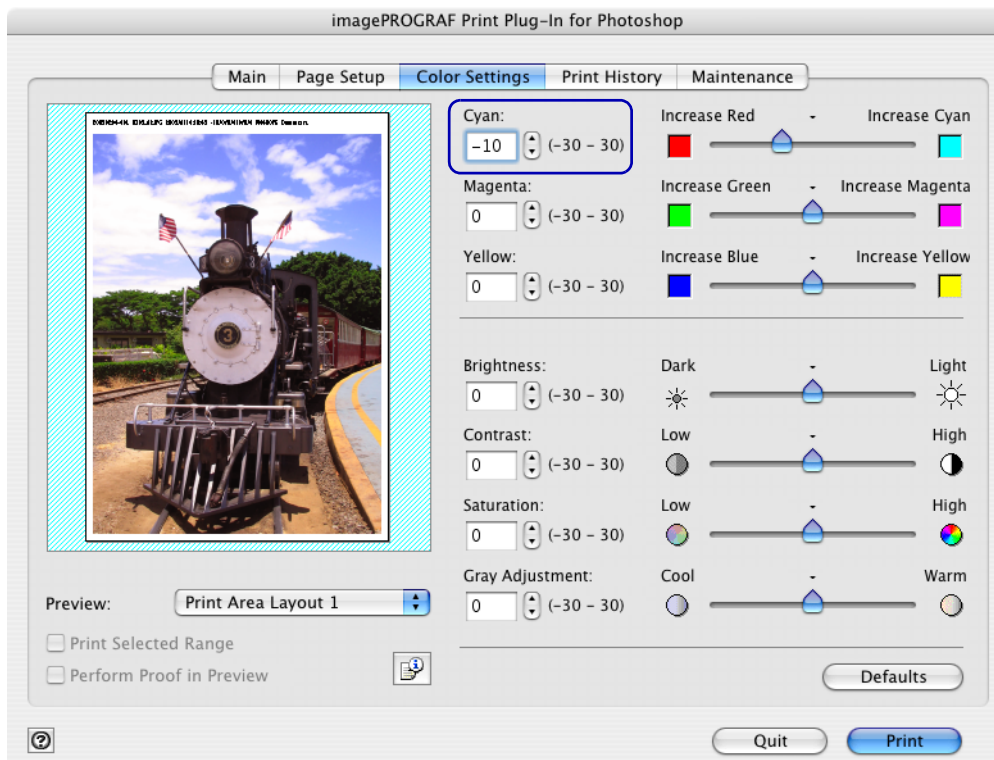 imagePROGRAF Print Plug-In for Photoshop
Main Page Setup Color Settings Print History Maintenance
Cyan: Increase Red - Increase Cyan
-10 (-30 - 30)
Magenta: Increase Green - Increase Magenta
0 (-30 - 30)
Yellow: Increase Blue - Increase Yellow
0 (-30 - 30)
3
Brightness: Dark - Light
0 (-30 - 30)
Contrast: Low - High
0 (-30 - 30)
Saturation: Low - High
0 (-30 - 30)
Gray Adjustment: Cool - Warm
0 (-30 - 30)
Preview: Print Area Layout 1
Print Selected Range
Perform Proof in Preview
Defaults
? Quit Print